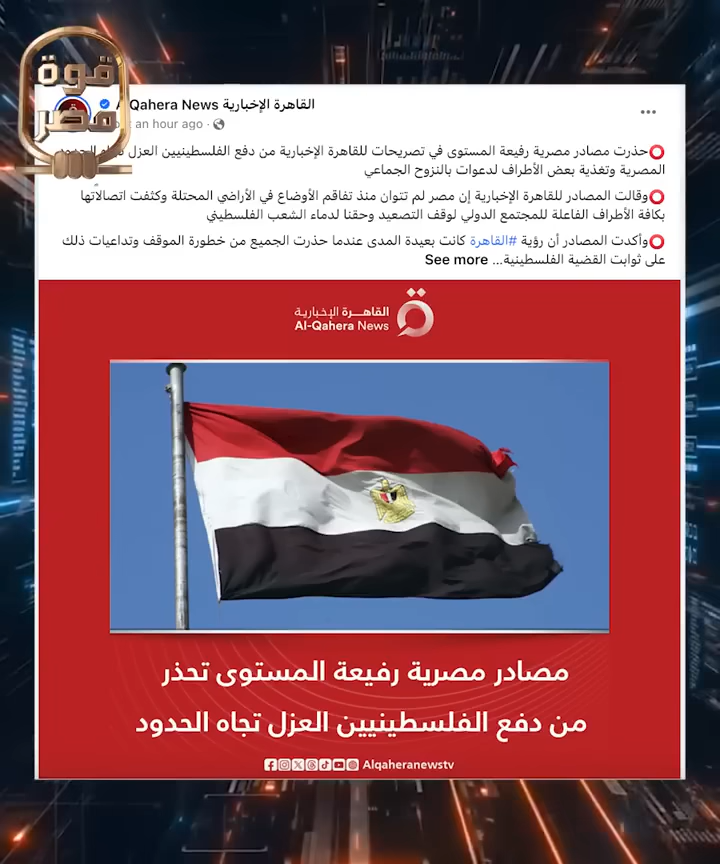 قوة
مصر
القاهرة الإخبارية Al Qahera News
an hour ago ·
⭕حذرت مصادر مصرية رفيعة المستوى في تصريحات للقاهرة الإخبارية من دفع الفلسطينيين العزل تجاه الحدود
المصرية وتغذية بعض الأطراف لدعوات بالنزوح الجماعي
⭕وقالت المصادر للقاهرة الإخبارية إن مصر لم تتوان منذ تفاقم الأوضاع في الأراضي المحتلة وكثفت اتصالاتها
بكافة الأطراف الفاعلة للمجتمع الدولي لوقف التصعيد وحقنا لدماء الشعب الفلسطيني
⭕وأكدت المصادر أن رؤية #القاهرة كانت بعيدة المدى عندما حذرت الجميع من خطورة الموقف وتداعيات ذلك
على ثوابت القضية الفلسطينية... See more
القاهرة الإخبارية
Al-Qahera News
مصادر مصرية رفيعة المستوى تحذر
من دفع الفلسطينيين العزل تجاه الحدود
Alqaheranewstv